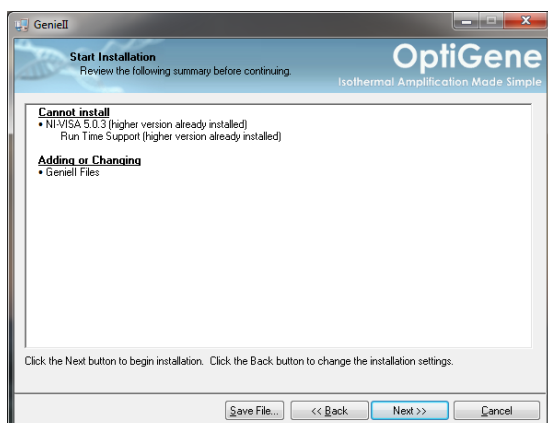 GenieII
Start Installation
Review the following summary before continuing.
OptiGene
Isothermal Amplification Made Simple
Cannot install
• NI-VISA 5.0.3 (higher version already installed)
Run Time Support (higher version already installed)
Adding or Changing
• GenieII Files
Click the Next button to begin installation. Click the Back button to change the installation settings.
Save File... << Back Next >> Cancel